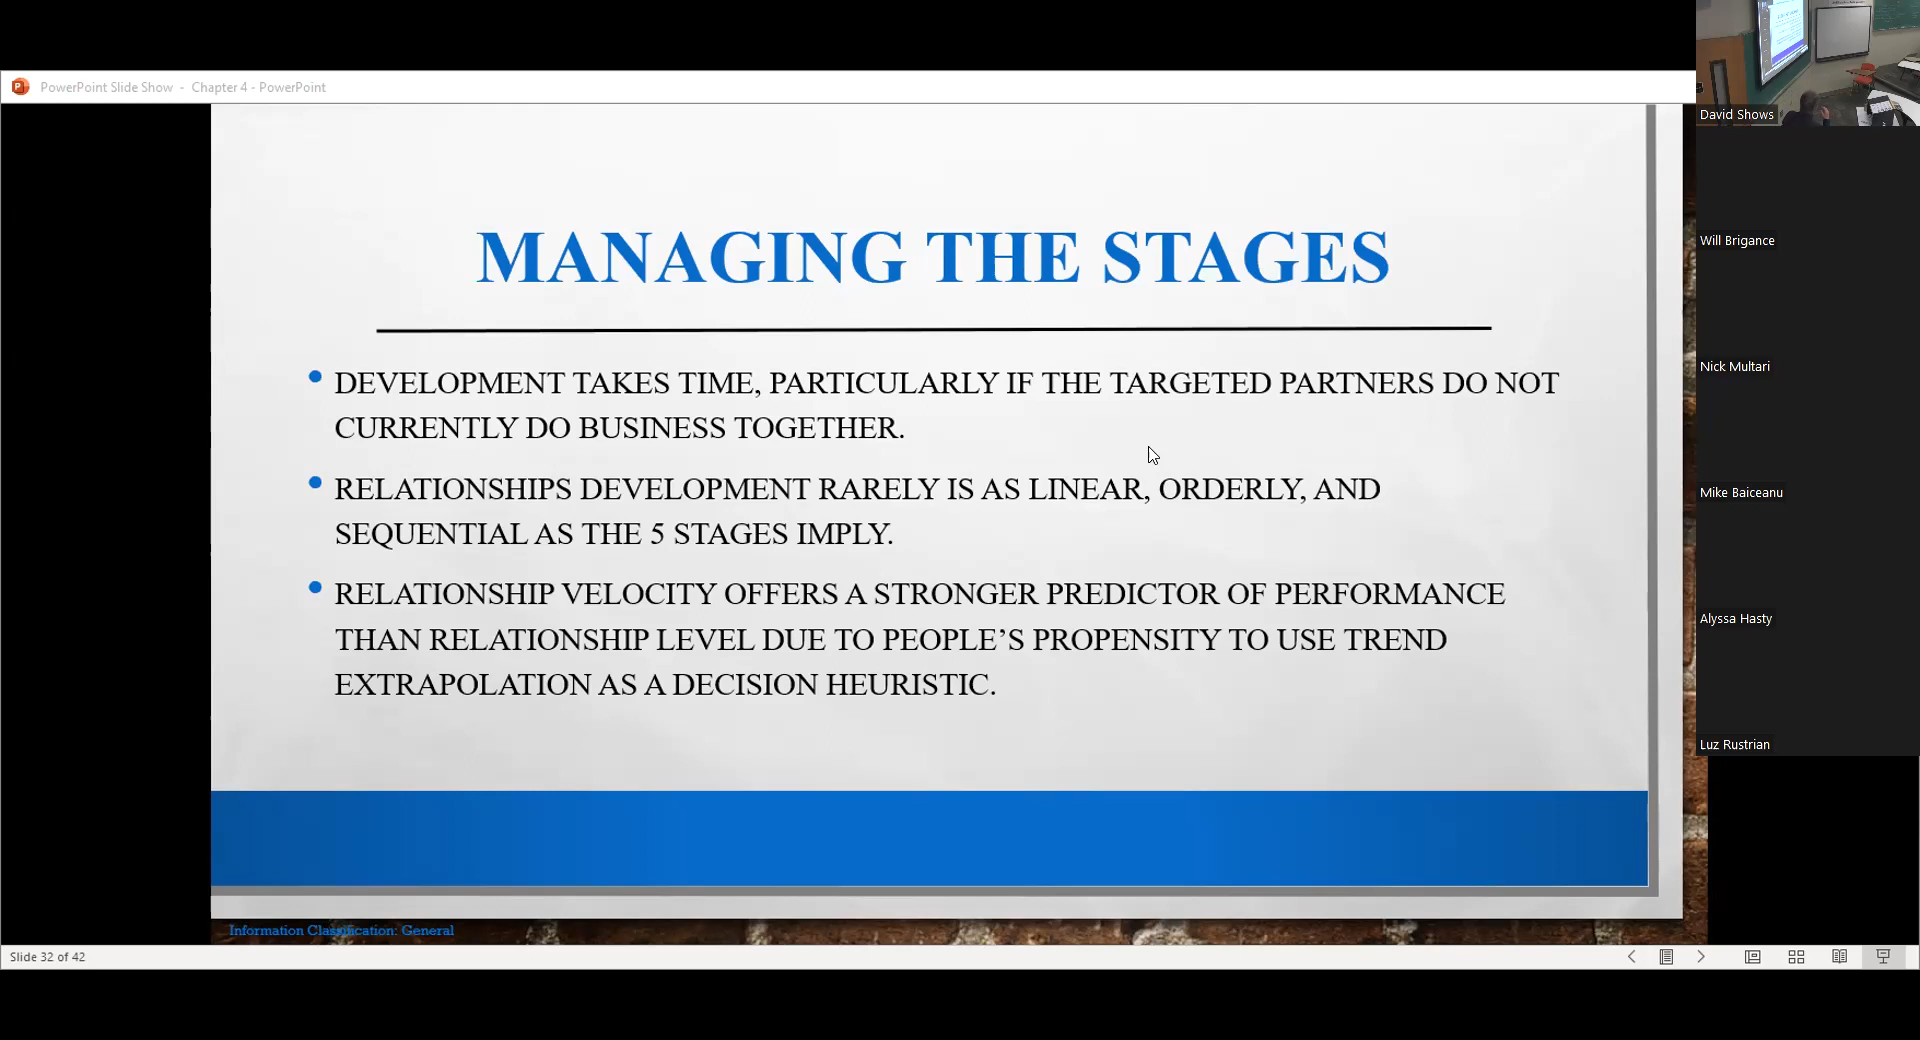 PowerPoint Slide Show - Chapter 4 - PowerPoint
MANAGING THE STAGES
• DEVELOPMENT TAKES TIME, PARTICULARLY IF THE TARGETED PARTNERS DO NOT
CURRENTLY DO BUSINESS TOGETHER.
• RELATIONSHIPS DEVELOPMENT RARELY IS AS LINEAR, ORDERLY, AND
SEQUENTIAL AS THE 5 STAGES IMPLY.
• RELATIONSHIP VELOCITY OFFERS A STRONGER PREDICTOR OF PERFORMANCE
THAN RELATIONSHIP LEVEL DUE TO PEOPLE’S PROPENSITY TO USE TREND
EXTRAPOLATION AS A DECISION HEURISTIC.
Information Classification: General
Slide 32 of 42
David Shows
Will Brigance
Nick Multari
Mike Baiceanu
Alyssa Hasty
Luz Rustrian